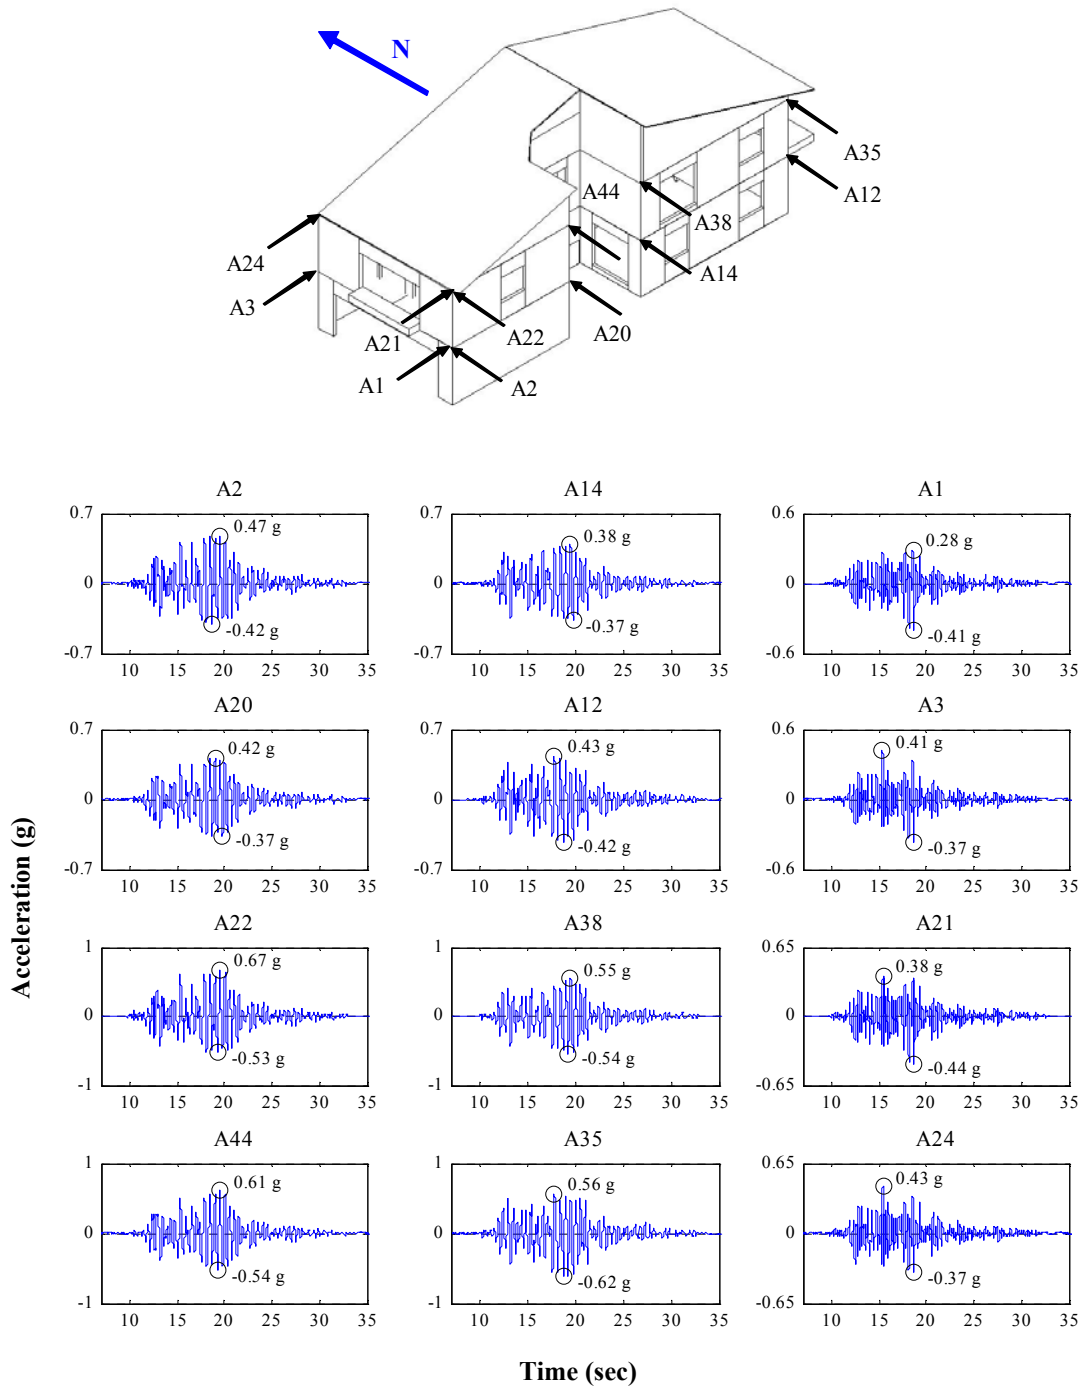 N
A35
A12
A44
A38
A14
A24
A3
A20
A21
A22
A1
A2
A2
A14
A1
0.7
0
-0.7
0.47 g
-0.42 g
10 15 20 25 30 35
0.7
0
-0.7
0.38 g
-0.37 g
10 15 20 25 30 35
0.6
0
-0.6
0.28 g
-0.41 g
10 15 20 25 30 35
A20
A12
A3
0.7
0
-0.7
0.42 g
-0.37 g
10 15 20 25 30 35
0.7
0
-0.7
0.43 g
-0.42 g
10 15 20 25 30 35
0.6
0
-0.6
0.41 g
-0.37 g
10 15 20 25 30 35
A22
A38
A21
1
0
-1
0.67 g
-0.53 g
10 15 20 25 30 35
1
0
-1
0.55 g
-0.54 g
10 15 20 25 30 35
0.65
0
-0.65
0.38 g
-0.44 g
10 15 20 25 30 35
A44
A35
A24
1
0
-1
0.61 g
-0.54 g
10 15 20 25 30 35
1
0
-1
0.56 g
-0.62 g
10 15 20 25 30 35
0.65
0
-0.65
0.43 g
-0.37 g
10 15 20 25 30 35
Acceleration (g)
Time (sec)